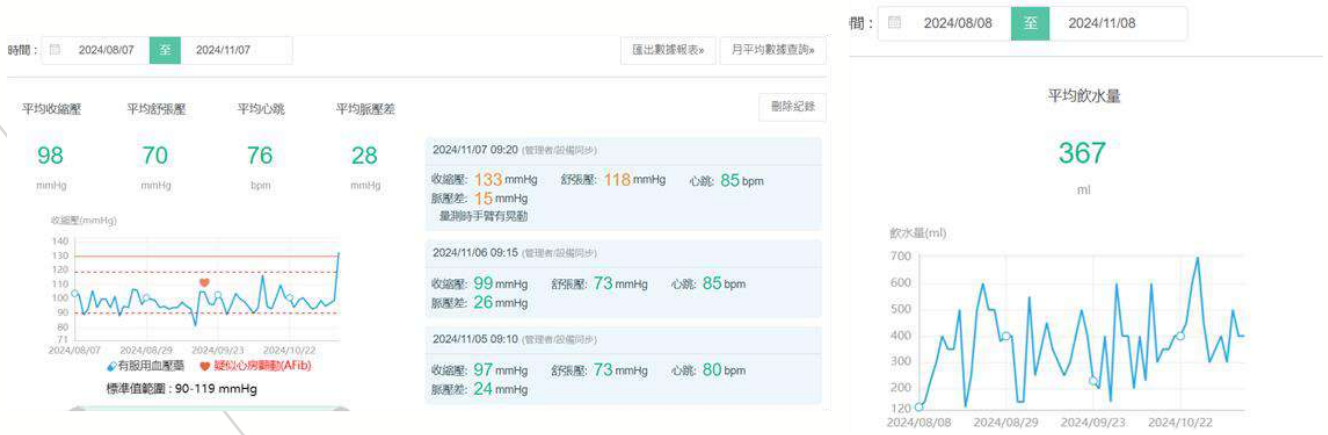 時間： 2024/08/07 至 2024/11/07
匯出數據報表»
月平均數據查詢»
平均收縮壓 平均舒張壓 平均心跳 平均脈壓差
98 70 76 28
mmHg mmHg bpm mmHg
刪除紀錄
收縮壓(mmHg)
140
130
120
110
100
90
80
71
2024/08/07 2024/08/29 2024/09/23 2024/10/22
有服用血壓藥 疑似心房顫動(AFib)
標準值範圍 : 90-119 mmHg
2024/11/07 09:20 (管理者/設備同步)
收縮壓: 133 mmHg 舒張壓: 118 mmHg 心跳: 85 bpm
脈壓差: 15 mmHg
量測時手臂有晃動
2024/11/06 09:15 (管理者/設備同步)
收縮壓: 99 mmHg 舒張壓: 73 mmHg 心跳: 85 bpm
脈壓差: 26 mmHg
2024/11/05 09:10 (管理者/設備同步)
收縮壓: 97 mmHg 舒張壓: 73 mmHg 心跳: 80 bpm
脈壓差: 24 mmHg
間： 2024/08/08 至 2024/11/08
平均飲水量
367
ml
飲水量(ml)
700
600
500
400
300
200
120
2024/08/08 2024/08/29 2024/09/23 2024/10/22